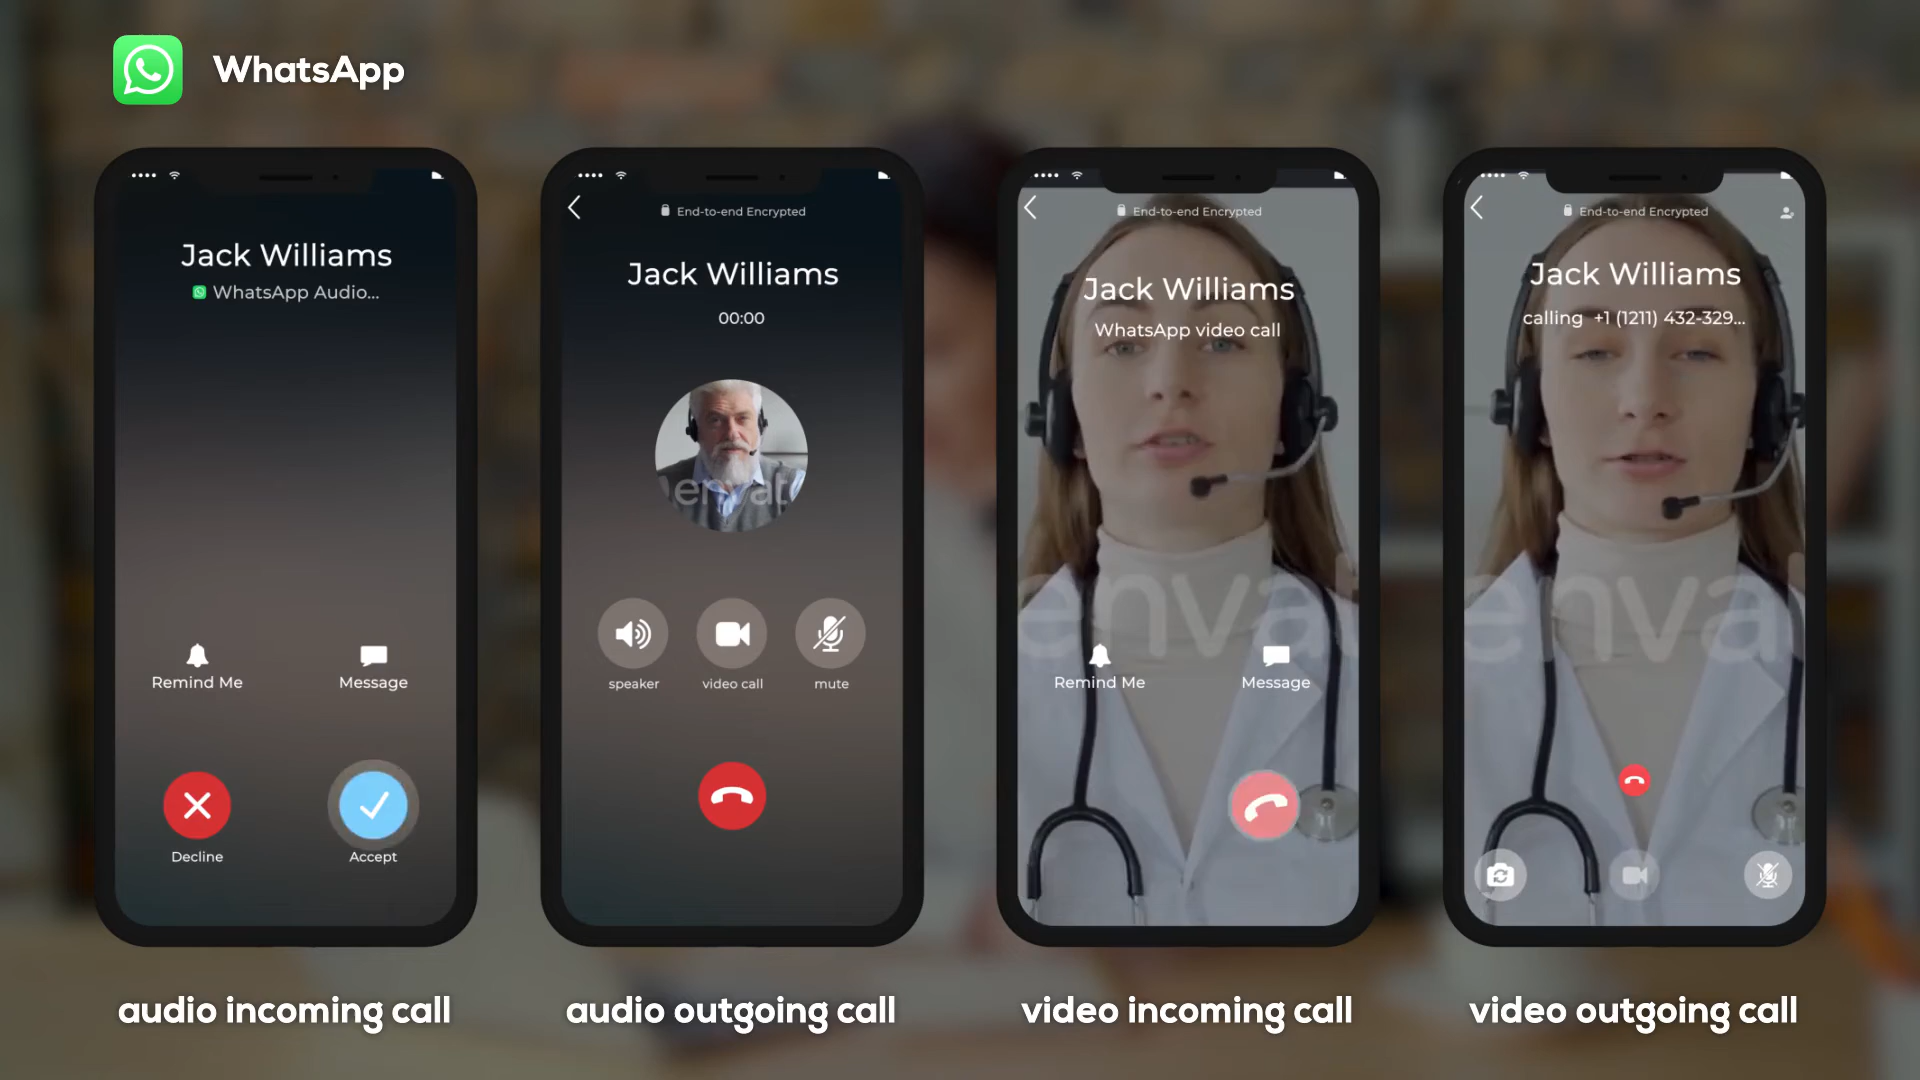 WhatsApp
Jack Williams
WhatsApp Audio...
Remind Me
Message
Decline
Accept
audio incoming call
End-to-end Encrypted
Jack Williams
00:00
envat
speaker
video call
mute
audio outgoing call
End-to-end Encrypted
Jack Williams
WhatsApp video call
envat
Remind Me
Message
video incoming call
End-to-end Encrypted
Jack Williams
calling +1 (1211) 432-329...
enva
video outgoing call